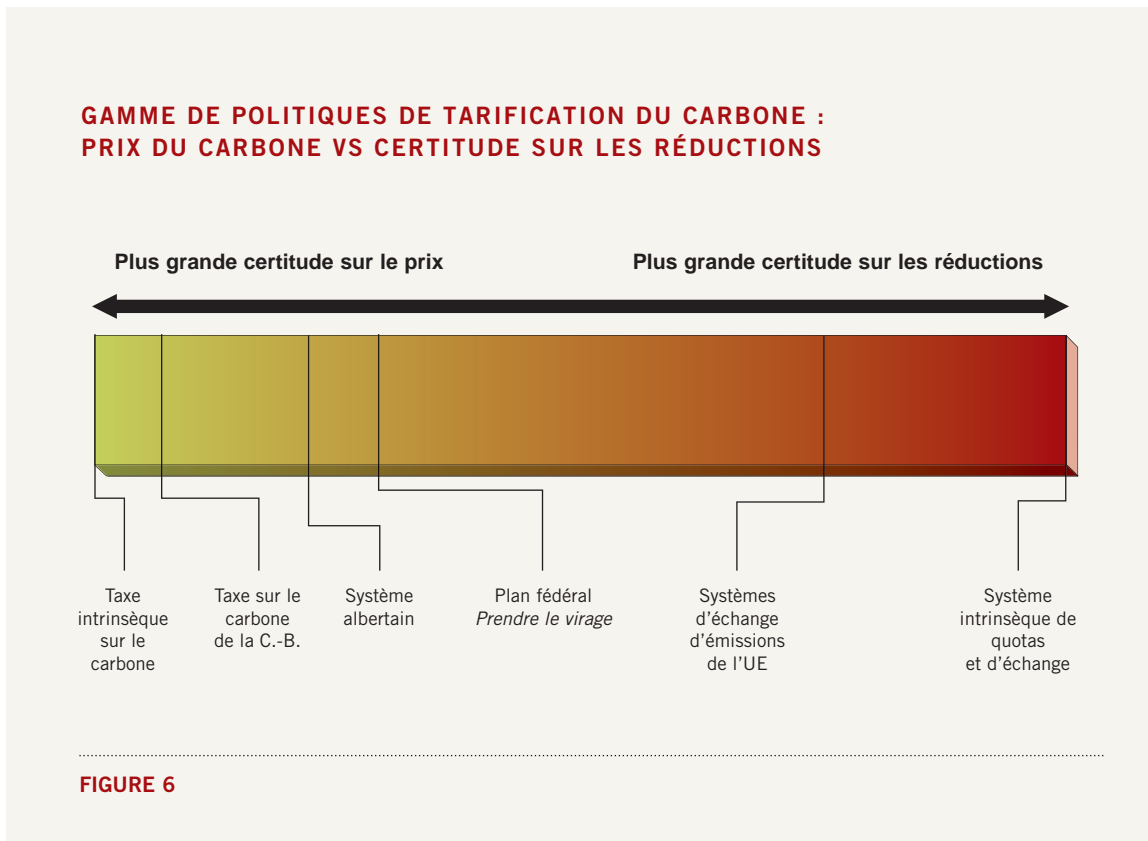 GAMME DE POLITIQUES DE TARIFICATION DU CARBONE :
PRIX DU CARBONE VS CERTITUDE SUR LES RÉDUCTIONS
Plus grande certitude sur le prix
Plus grande certitude sur les réductions
Taxe
intrinsèque
sur le
carbone
Taxe sur le
carbone
de la C.-B.
Système
albertain
Plan fédéral
Prendre le virage
Systèmes
d’échange
d’émissions
de l’UE
Système
intrinsèque de
quotas
et d’échange
FIGURE 6